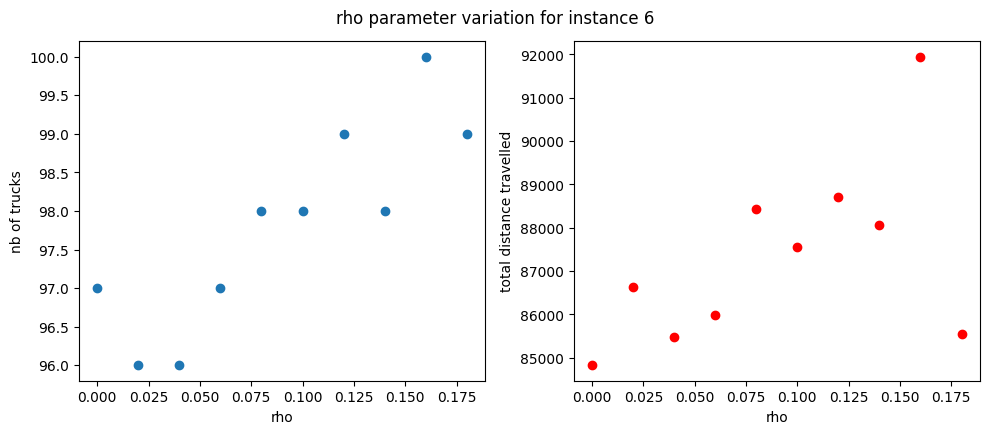 rho parameter variation for instance 6
nb of trucks
100.0
99.5
99.0
98.5
98.0
97.5
97.0
96.5
96.0
0.000 0.025 0.050 0.075 0.100 0.125 0.150 0.175
rho
total distance travelled
92000
91000
90000
89000
88000
87000
86000
85000
0.000 0.025 0.050 0.075 0.100 0.125 0.150 0.175
rho